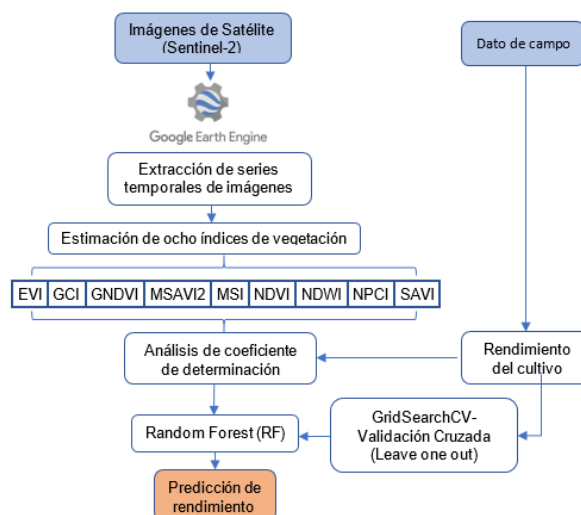 Imágenes de Satélite
(Sentinel-2)
Dato de campo
Google Earth Engine
Extracción de series
temporales de imágenes
Estimación de ocho índices de vegetación
EVI GCI GNDVI MSAVI2 MSI NDVI NDWI NPCI SAVI
Análisis de coeficiente
de determinación
Rendimiento
del cultivo
Random Forest (RF)
GridSearchCV-
Validación Cruzada
(Leave one out)
Predicción de
rendimiento